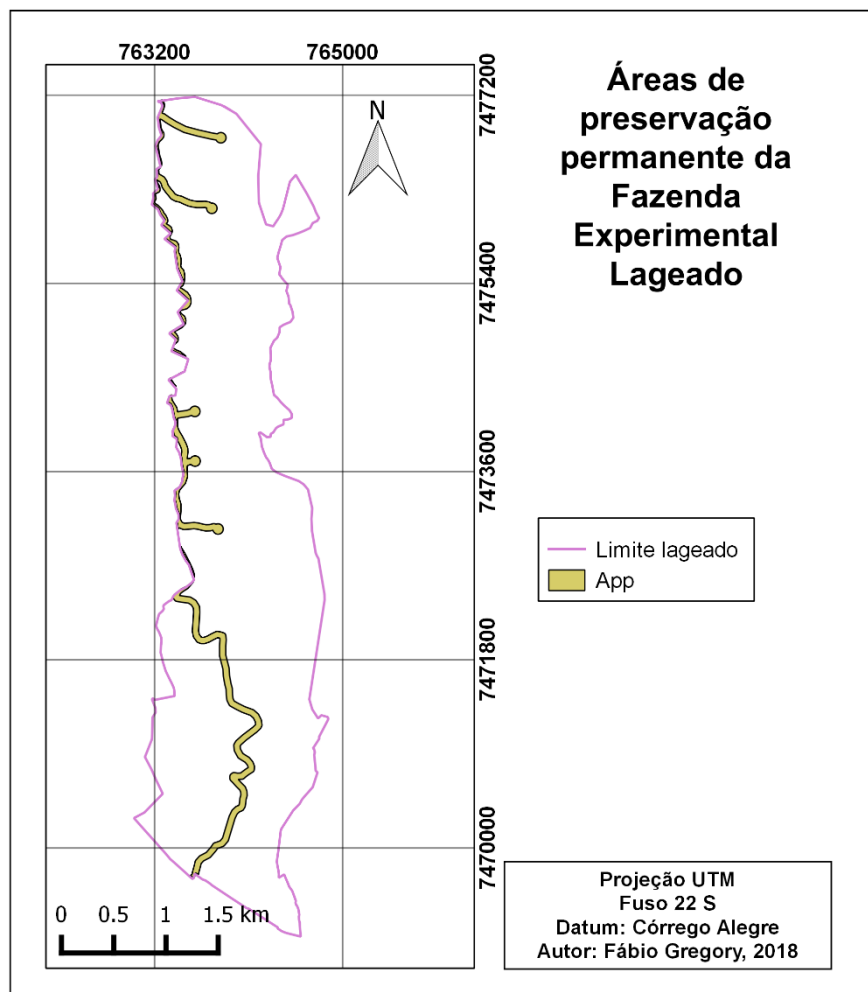 763200
765000
Áreas de
preservação
permanente da
Fazenda
Experimental
Lageado
N
7477200
7475400
7473600
7471800
7470000
Limite lageado
App
0 0.5 1 1.5 km
Projeção UTM
Fuso 22 S
Datum: Córrego Alegre
Autor: Fábio Gregory, 2018